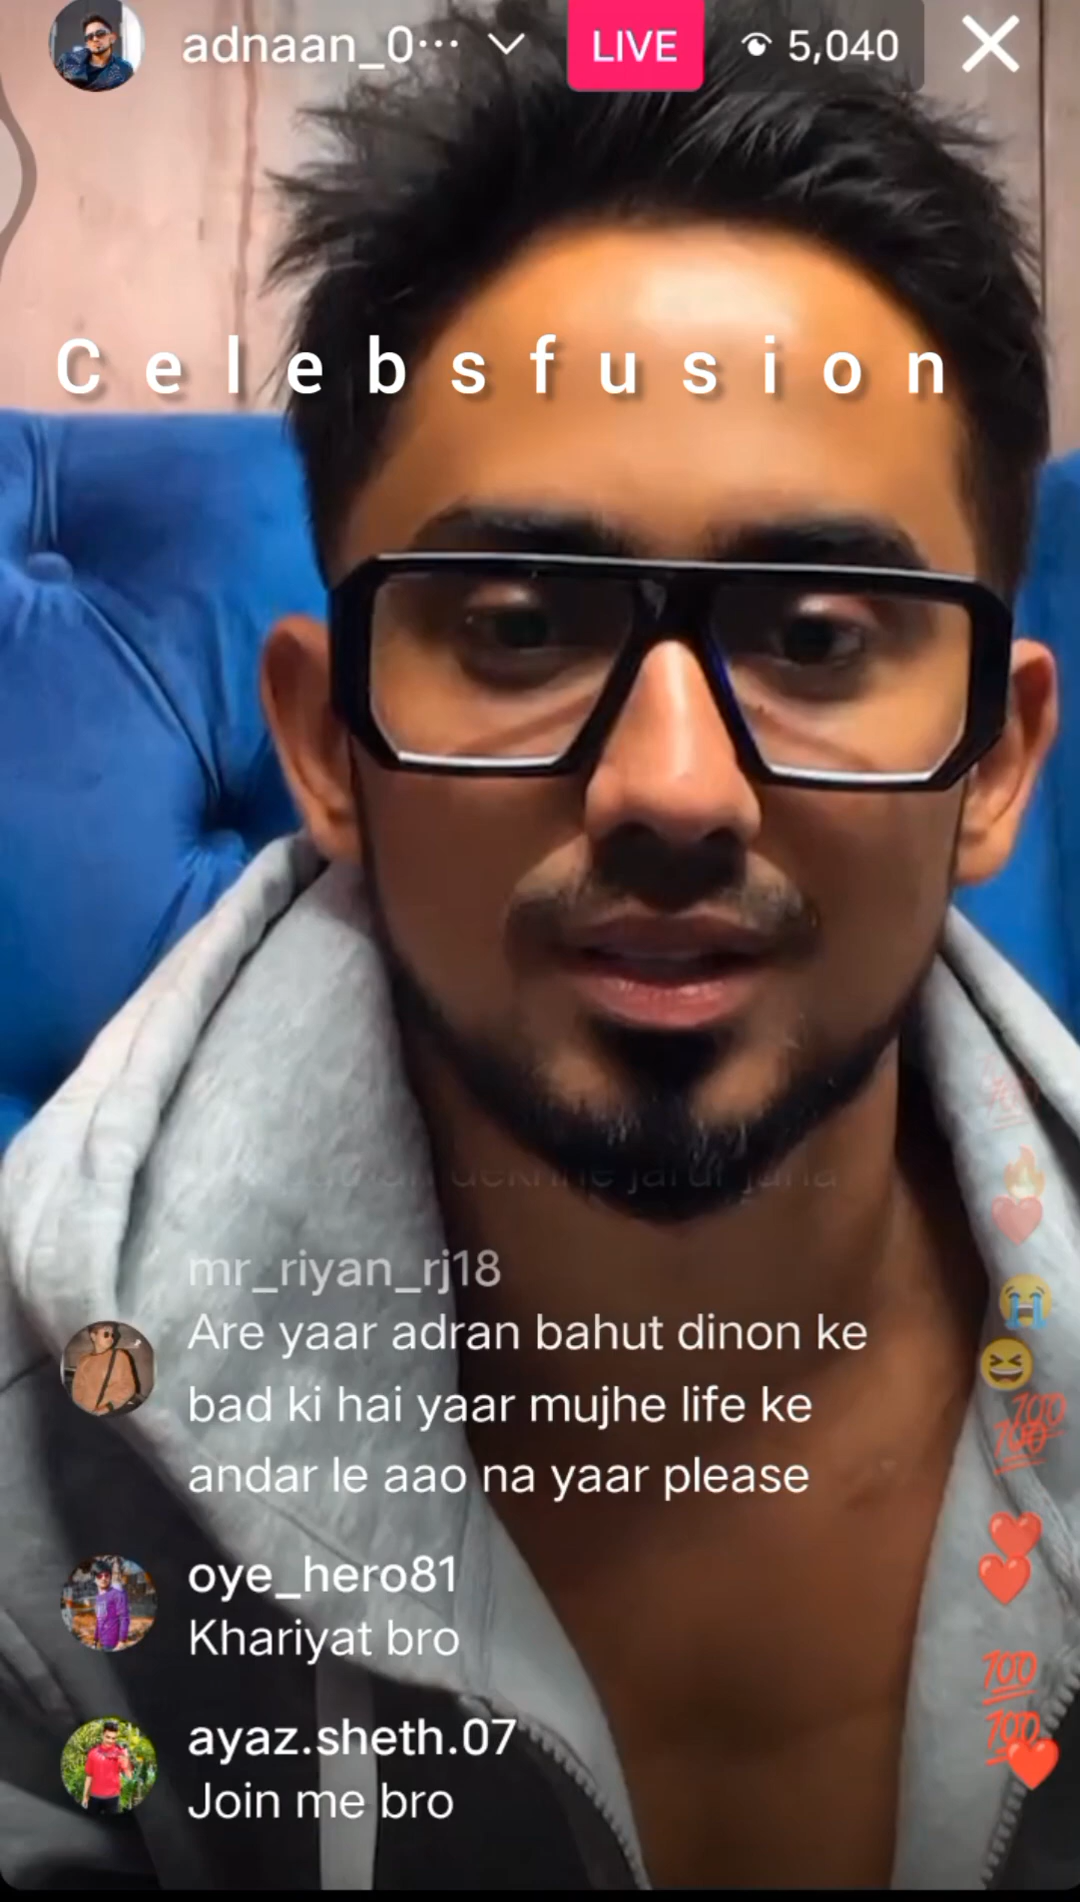 adnaan_0...
LIVE
5,040
Celebsfusion
mr_riyan_rj18
Are yaar adran bahut dinon ke
bad ki hai yaar mujhe life ke
andar le aao na yaar please
oye_hero81
Khariyat bro
ayaz.sheth.07
Join me bro